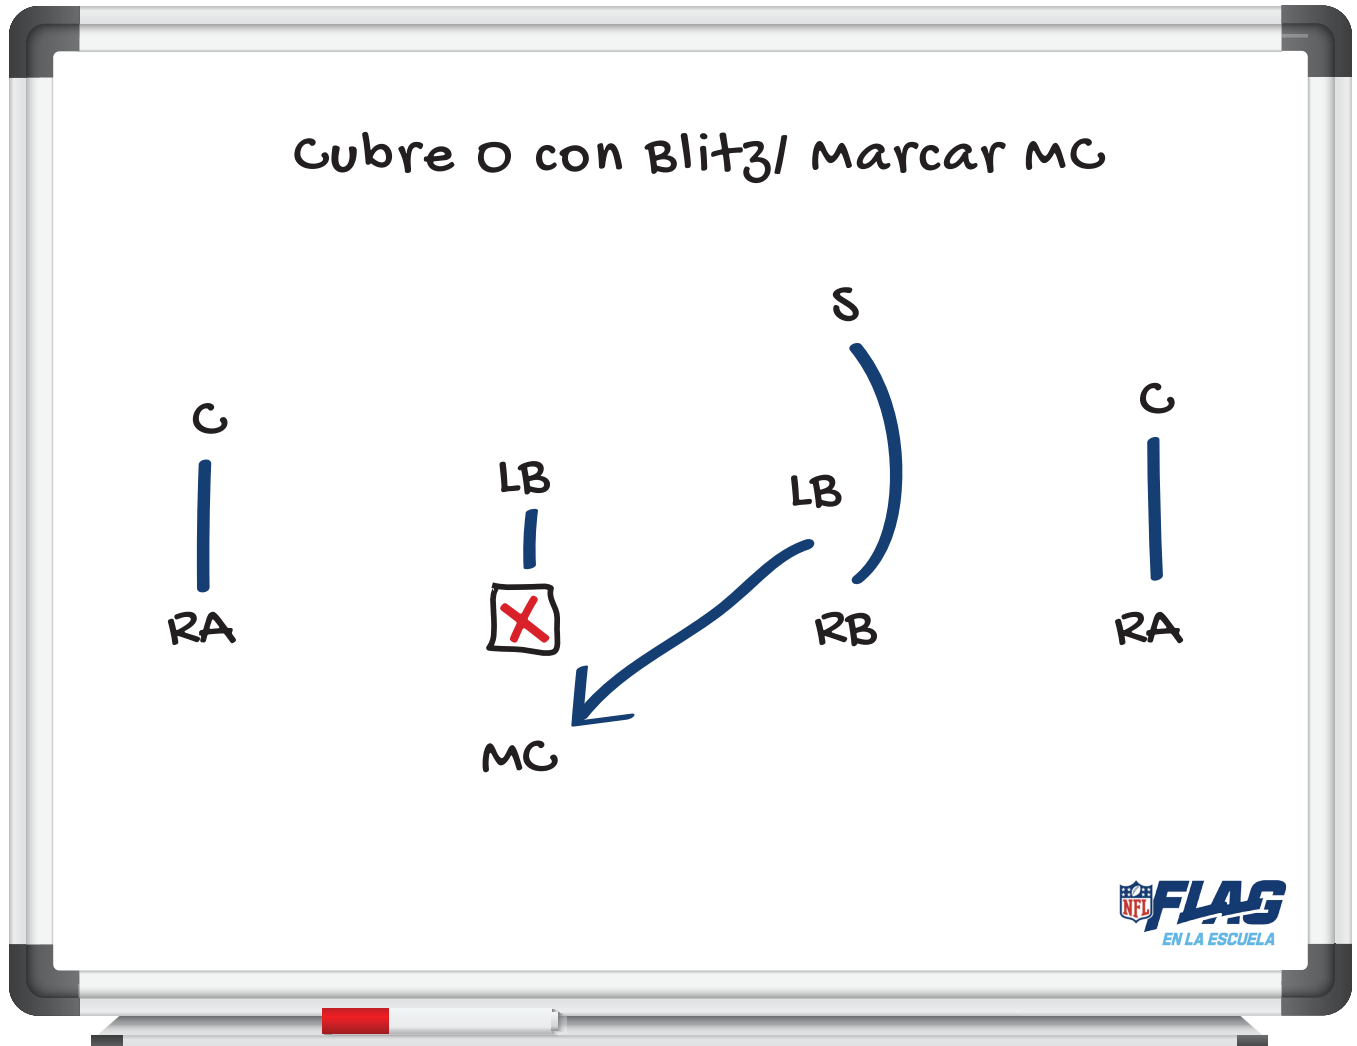 Cubre 0 con Blitz/ Marcar MC
S
C
C
LB
LB
X
RA
RB
RA
MC
NFL FLAG
EN LA ESCUELA